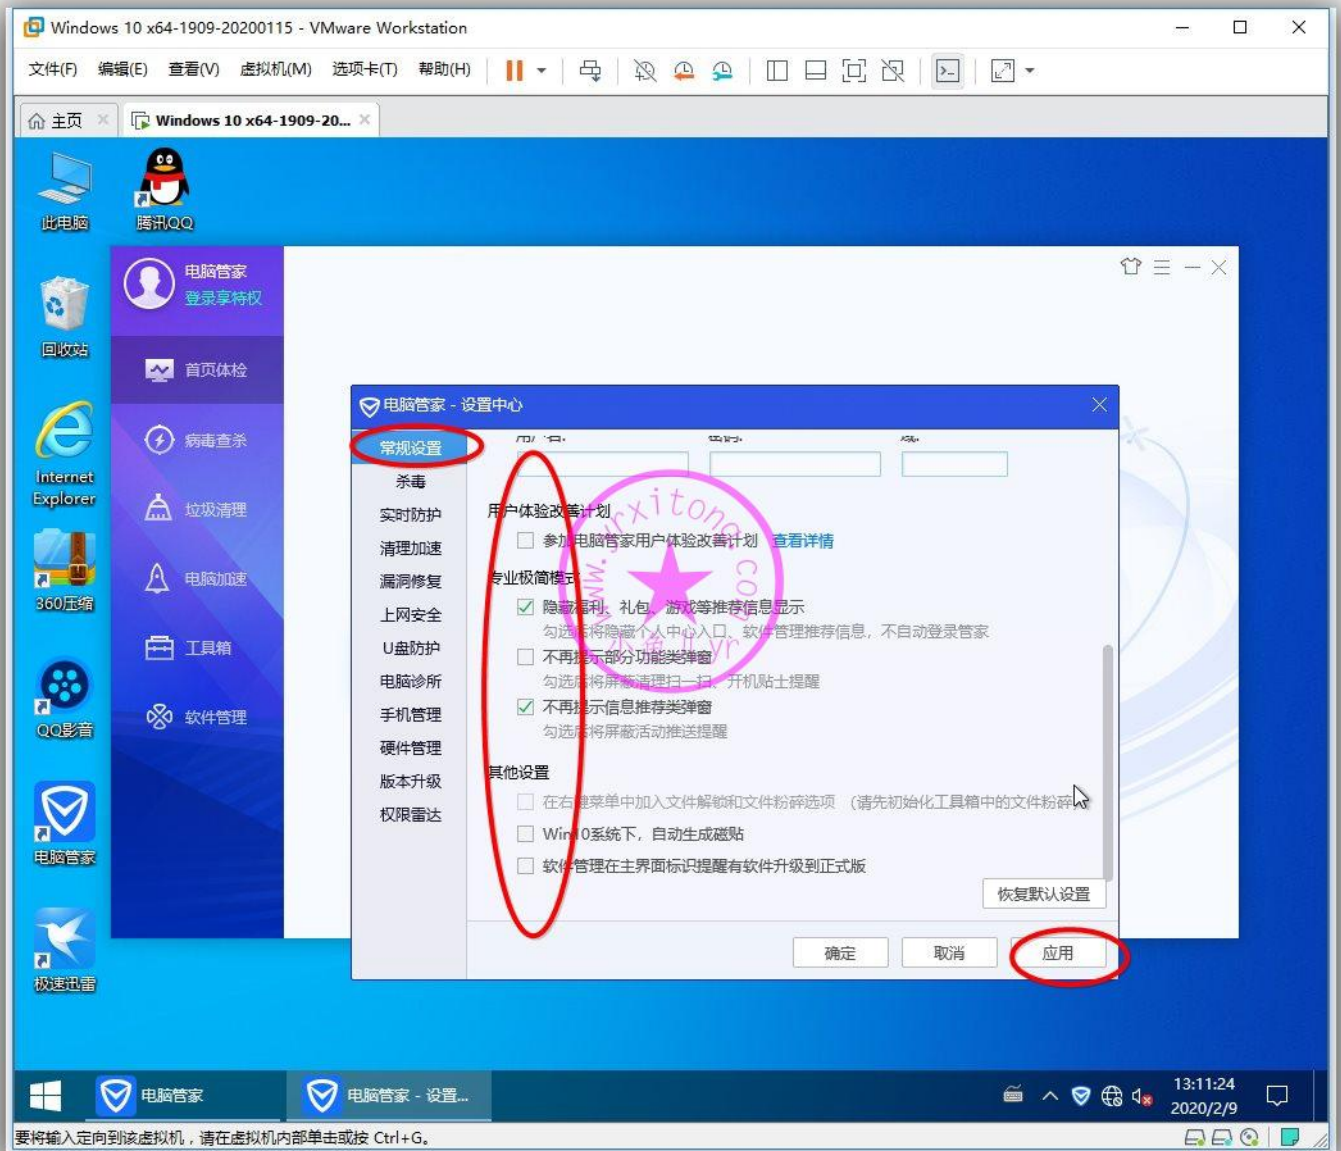 Windows 10 x64-1909-20200115 - VMware Workstation
文件(F) 编辑(E) 查看(V) 虚拟机(M) 选项卡(T) 帮助(H)
主页
Windows 10 x64-1909-20...
此电脑
腾讯QQ
回收站
Internet
Explorer
360压缩
QQ影音
电脑管家
极速迅雷
电脑管家
登录享特权
首页体检
病毒查杀
垃圾清理
电脑加速
工具箱
软件管理
电脑管家 - 设置中心
常规设置
杀毒
实时防护
清理加速
漏洞修复
上网安全
U盘防护
电脑诊所
手机管理
硬件管理
版本升级
权限雷达
用户体验改善计划
参加电脑管家用户体验改善计划 查看详情
专业极简模式
隐藏福利、礼包、游戏等推荐信息显示
勾选后将隐藏个人中心入口、软件管理推荐信息，不自动登录管家
不再提示部分功能类弹窗
勾选后将屏蔽清理扫一扫、开机贴士提醒
不再提示信息推荐类弹窗
勾选后将屏蔽活动推送提醒
其他设置
在右键菜单中加入文件解锁和文件粉碎选项 （请先初始化工具箱中的文件粉碎
Win10系统下，自动生成磁贴
软件管理在主界面标识提醒有软件升级到正式版
恢复默认设置
确定 取消 应用
电脑管家
电脑管家 - 设置...
13:11:24
2020/2/9
要将输入定向到该虚拟机，请在虚拟机内部单击或按 Ctrl+G。